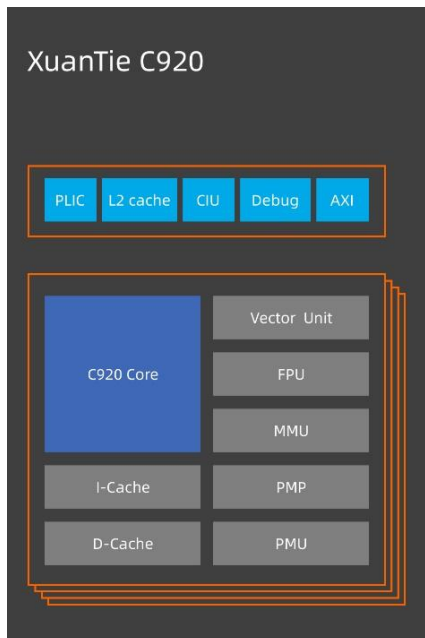 XuanTie C920
PLIC
L2 cache
CIU
Debug
AXI
C920 Core
Vector Unit
FPU
MMU
I-Cache
PMP
D-Cache
PMU